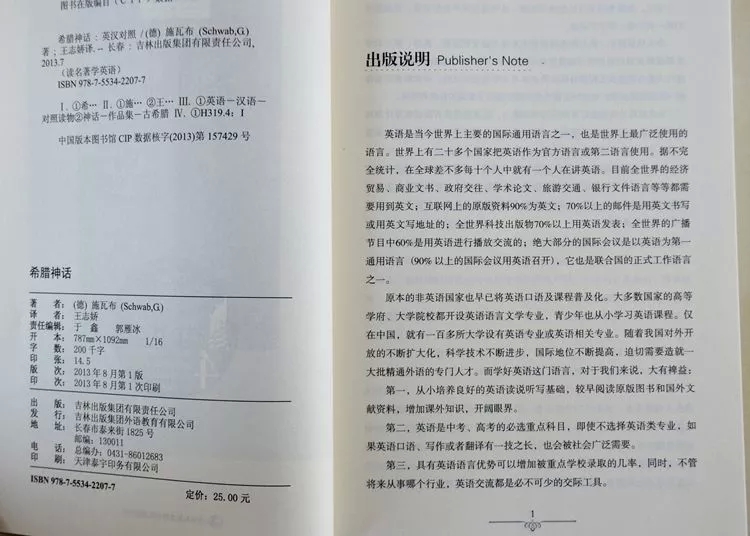 图书在版编目（CIP）数据
希腊神话：英汉对照 /(德) 施瓦布 (Schwab,G.)
著；王志娇译. -- 长春：吉林出版集团有限责任公司,
2013.7
（读名著学英语）
ISBN 978-7-5534-2207-7
Ⅰ. ①希… Ⅱ. ①施… ②王… Ⅲ. ①英语－汉语－
对照读物②神话－作品集－古希腊 Ⅳ. ①H319.4：I
中国版本图书馆 CIP 数据核字(2013)第 157429 号
希腊神话
著 者： (德) 施瓦布 (Schwab,G.)
译 者： 王志娇
责任编辑： 于 鑫 郭雁冰
开 本： 787mm×1092mm 1/16
字 数： 200千字
印 张： 14.5
版 次： 2013 年 8 月第 1 版
印 次： 2013 年 8 月第 1 次印刷
出 版： 吉林出版集团有限责任公司
发 行： 吉林出版集团外语教育有限公司
地 址： 长春市泰来街 1825 号
邮编：130011
电 话： 总编办：0431-86012683
印 刷： 天津泰宇印务有限公司
ISBN 978-7-5534-2207-7 定价：25.00 元
出版说明 Publisher's Note
英语是当今世界上主要的国际通用语言之一，也是世界上最广泛使用的
语言。世界上有二十多个国家把英语作为官方语言或第二语言使用。据不完
全统计，在全球差不多每十个人中就有一个人在讲英语。目前全世界的经济
贸易、商业文书、政府交往、学术论文、旅游交通、银行文件语言等等都需
要用到英文；互联网上的原版资料90%为英文；70%以上的邮件是用英文书写
或用英文写地址的；全世界科技出版物70%以上用英语发表；全世界的广播
节目中60%是用英语进行播放交流的；绝大部分的国际会议是以英语为第一
通用语言（90% 以上的国际会议用英语召开），它也是联合国的正式工作语言
之一。
原本的非英语国家也早已将英语口语及课程普及化。大多数国家的高等
学府、大学院校都开设英语语言文学专业，青少年也从小学习英语课程。仅
在中国，就有一百多所大学设有英语专业或英语相关专业。随着我国对外开
放的不断扩大化，科学技术不断进步，国际地位不断提高，迫切需要造就一
大批精通外语的专门人才。而学好英语这门语言，对于我们来说，大有裨益：
第一，从小培养良好的英语读说听写基础，较早阅读原版图书和国外文
献资料，增加课外知识，开阔眼界。
第二，英语是中考、高考的必选重点科目，即使不选择英语类专业，如
果英语口语、写作或者翻译有一技之长，也会被社会广泛需要。
第三，具有英语语言优势可以增加被重点学校录取的几率，同时，不管
将来从事哪个行业，英语交流都是必不可少的交际工具。
1